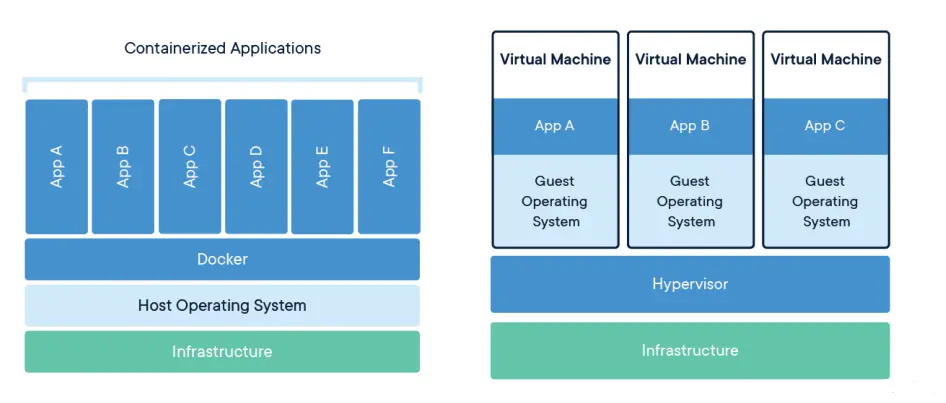 Containerized Applications
App A
App B
App C
App D
App E
App F
Docker
Host Operating System
Infrastructure
Virtual Machine
App A
Guest
Operating
System
Virtual Machine
App B
Guest
Operating
System
Virtual Machine
App C
Guest
Operating
System
Hypervisor
Infrastructure